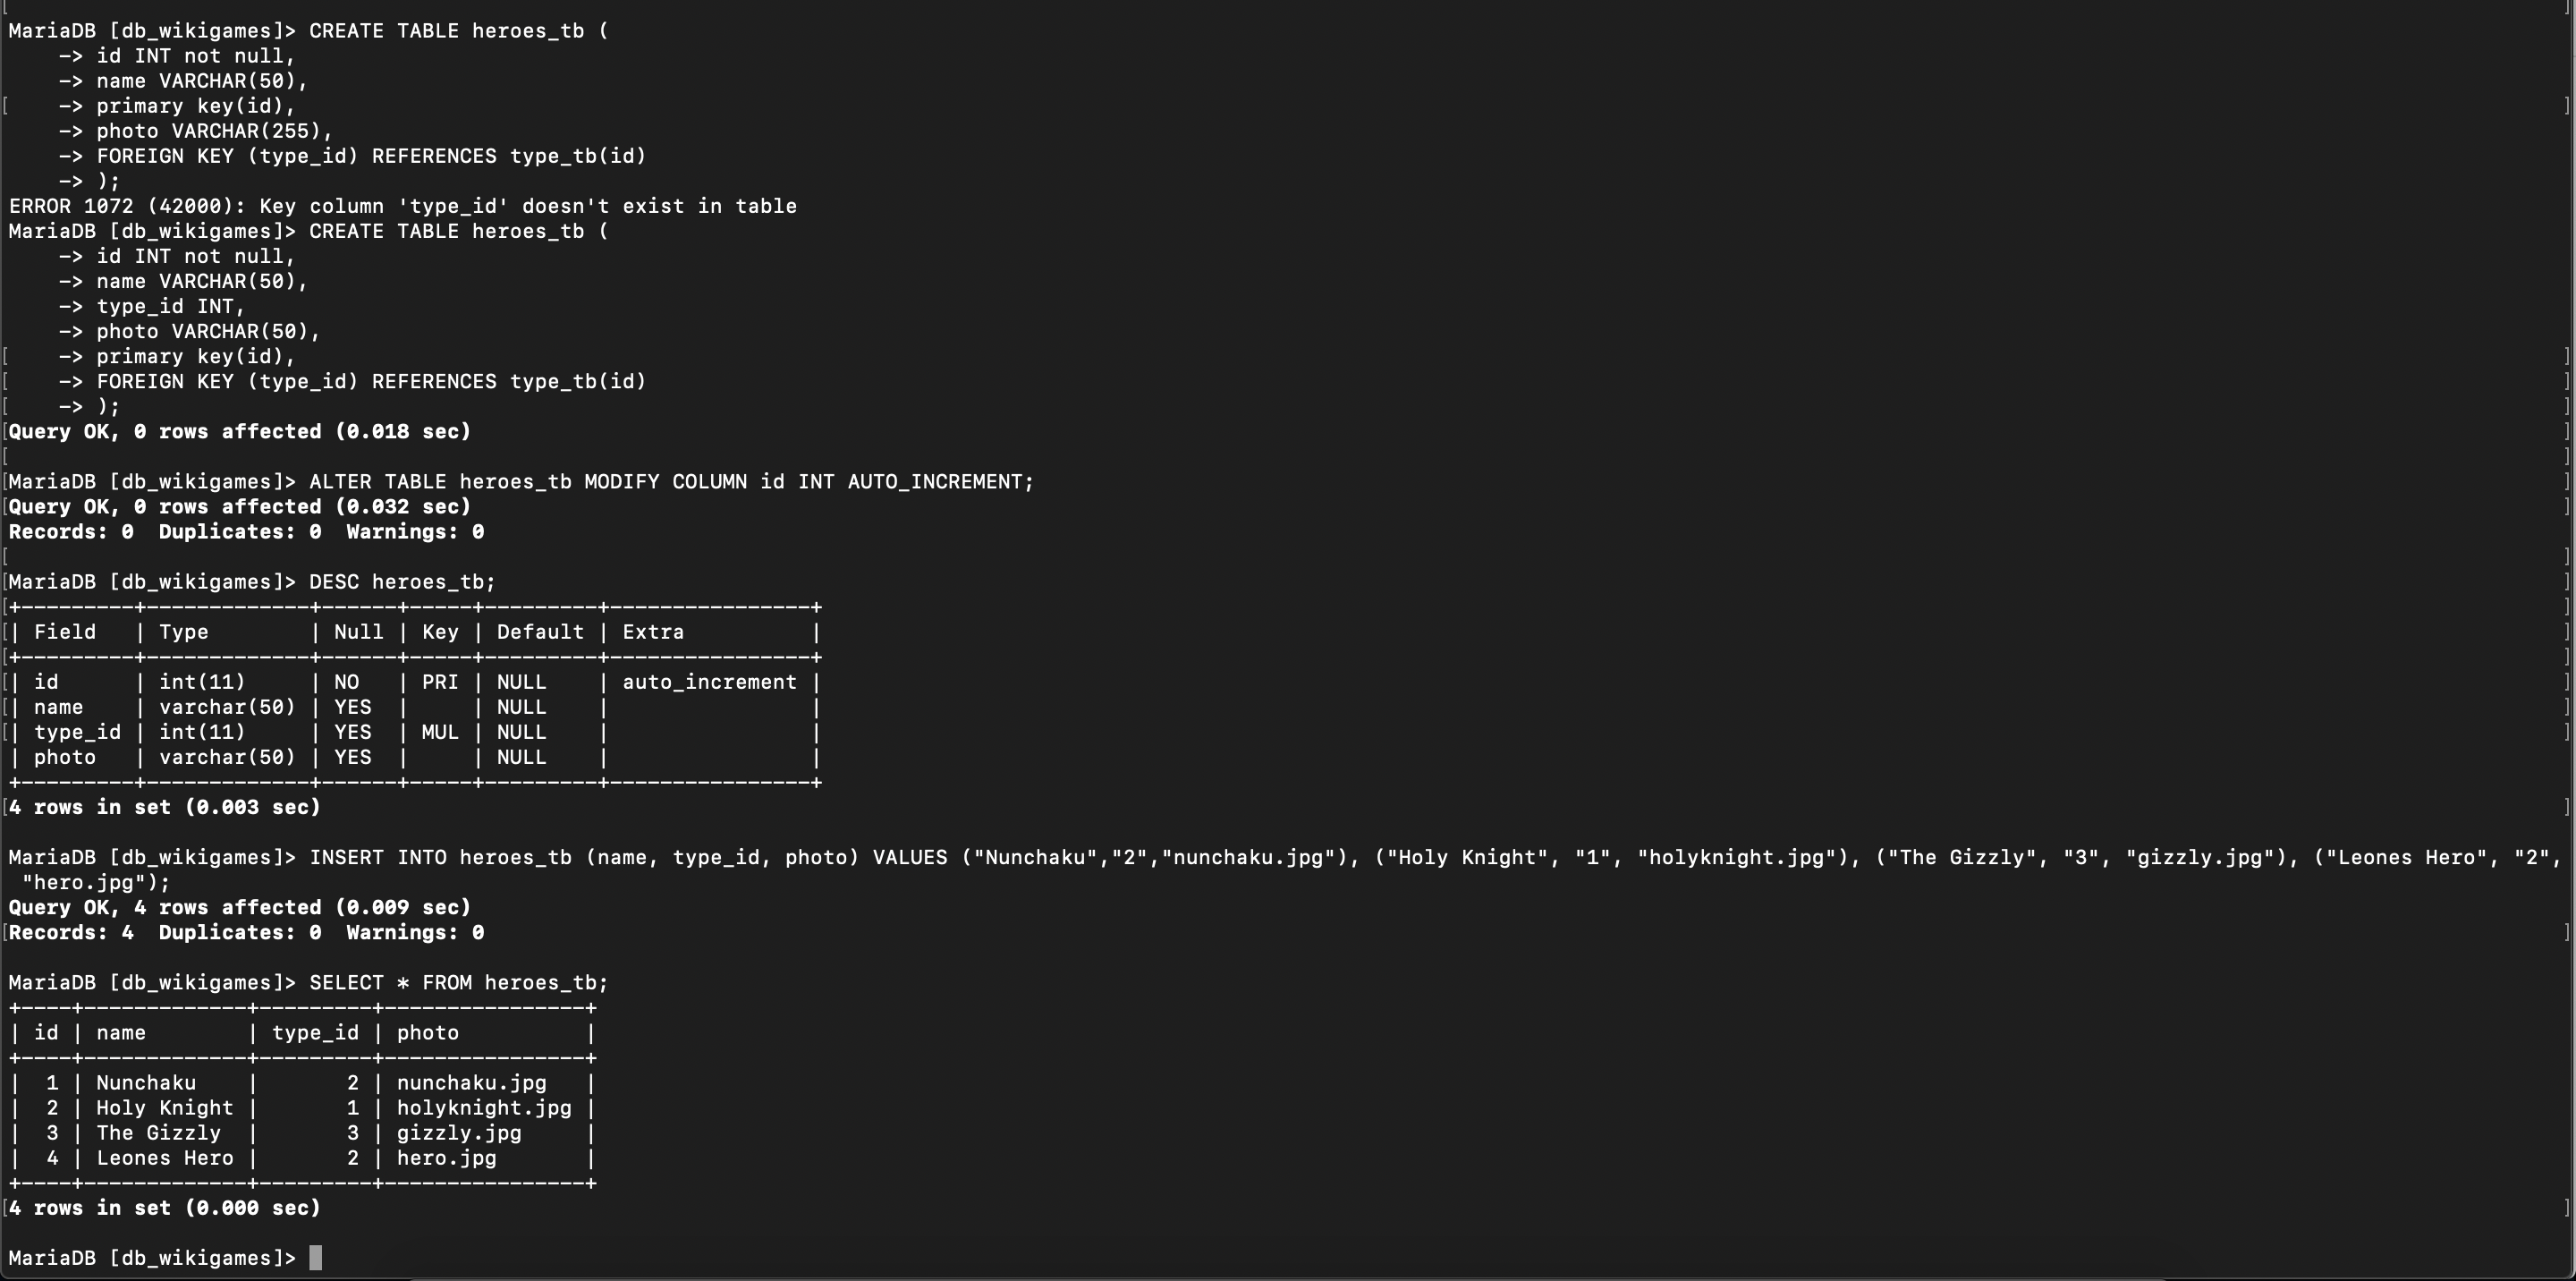 MariaDB [db_wikigames]> CREATE TABLE heroes_tb (
    -> id INT not null,
    -> name VARCHAR(50),
    -> primary key(id),
    -> photo VARCHAR(255),
    -> FOREIGN KEY (type_id) REFERENCES type_tb(id)
    -> );
ERROR 1072 (42000): Key column 'type_id' doesn't exist in table
MariaDB [db_wikigames]> CREATE TABLE heroes_tb (
    -> id INT not null,
    -> name VARCHAR(50),
    -> type_id INT,
    -> photo VARCHAR(50),
    -> primary key(id),
    -> FOREIGN KEY (type_id) REFERENCES type_tb(id)
    -> );
Query OK, 0 rows affected (0.018 sec)

MariaDB [db_wikigames]> ALTER TABLE heroes_tb MODIFY COLUMN id INT AUTO_INCREMENT;
Query OK, 0 rows affected (0.032 sec)
Records: 0  Duplicates: 0  Warnings: 0

MariaDB [db_wikigames]> DESC heroes_tb;
+---------+-------------+------+-----+---------+----------------+
| Field   | Type        | Null | Key | Default | Extra          |
+---------+-------------+------+-----+---------+----------------+
| id      | int(11)     | NO   | PRI | NULL    | auto_increment |
| name    | varchar(50) | YES  |     | NULL    |                |
| type_id | int(11)     | YES  | MUL | NULL    |                |
| photo   | varchar(50) | YES  |     | NULL    |                |
+---------+-------------+------+-----+---------+----------------+
4 rows in set (0.003 sec)

MariaDB [db_wikigames]> INSERT INTO heroes_tb (name, type_id, photo) VALUES ("Nunchaku","2","nunchaku.jpg"), ("Holy Knight", "1", "holyknight.jpg"), ("The Gizzly", "3", "gizzly.jpg"), ("Leones Hero", "2",
 "hero.jpg");
Query OK, 4 rows affected (0.009 sec)
Records: 4  Duplicates: 0  Warnings: 0

MariaDB [db_wikigames]> SELECT * FROM heroes_tb;
+----+-------------+---------+----------------+
| id | name        | type_id | photo          |
+----+-------------+---------+----------------+
|  1 | Nunchaku    |       2 | nunchaku.jpg   |
|  2 | Holy Knight |       1 | holyknight.jpg |
|  3 | The Gizzly  |       3 | gizzly.jpg     |
|  4 | Leones Hero |       2 | hero.jpg       |
+----+-------------+---------+----------------+
4 rows in set (0.000 sec)

MariaDB [db_wikigames]>